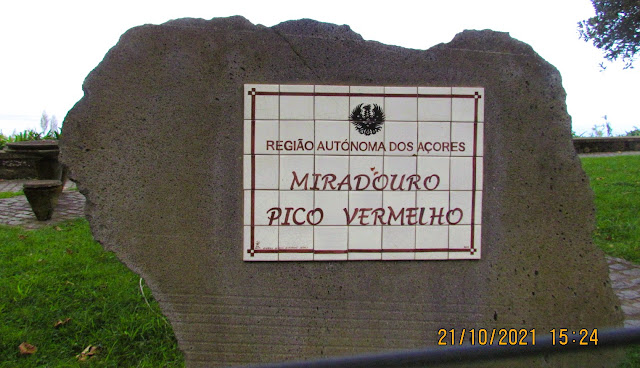 REGIÃO AUTÓNOMA DOS AÇORES
MIRADOURO
PICO VERMELHO
21/10/2021 15:24